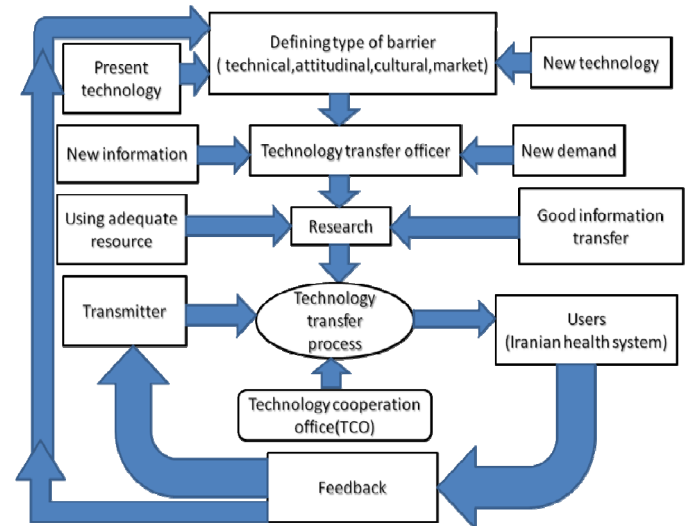 Defining type of barrier
( technical,attitudinal,cultural,market)
Present
technology
New technology
New information
Technology transfer officer
New demand
Using adequate
resource
Research
Good information
transfer
Transmitter
Technology
transfer
process
Users
(Iranian health system)
Technology cooperation
office(TCO)
Feedback